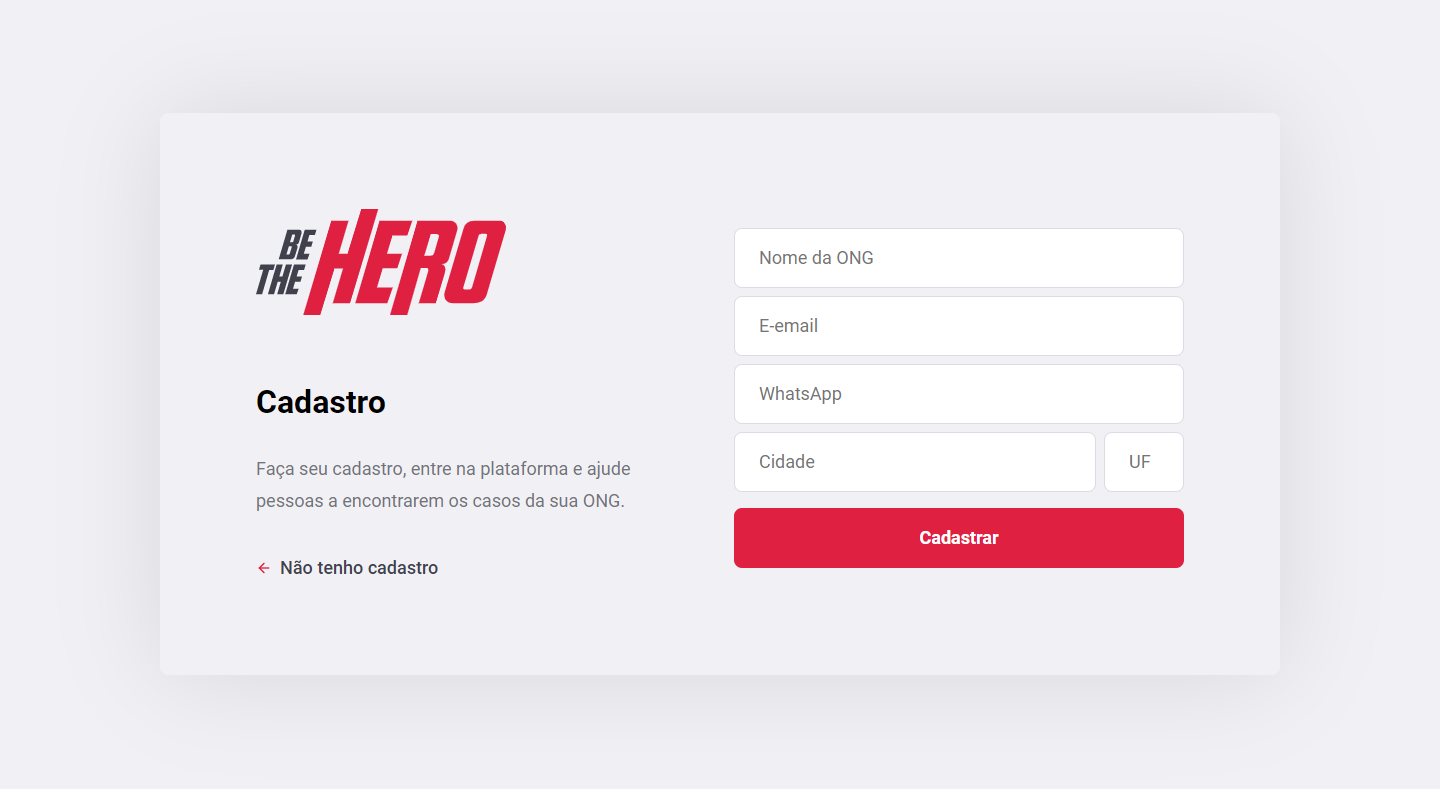 BE
THE
HERO
Cadastro
Faça seu cadastro, entre na plataforma e ajude
pessoas a encontrarem os casos da sua ONG.
Não tenho cadastro
Nome da ONG
E-email
WhatsApp
Cidade
UF
Cadastrar